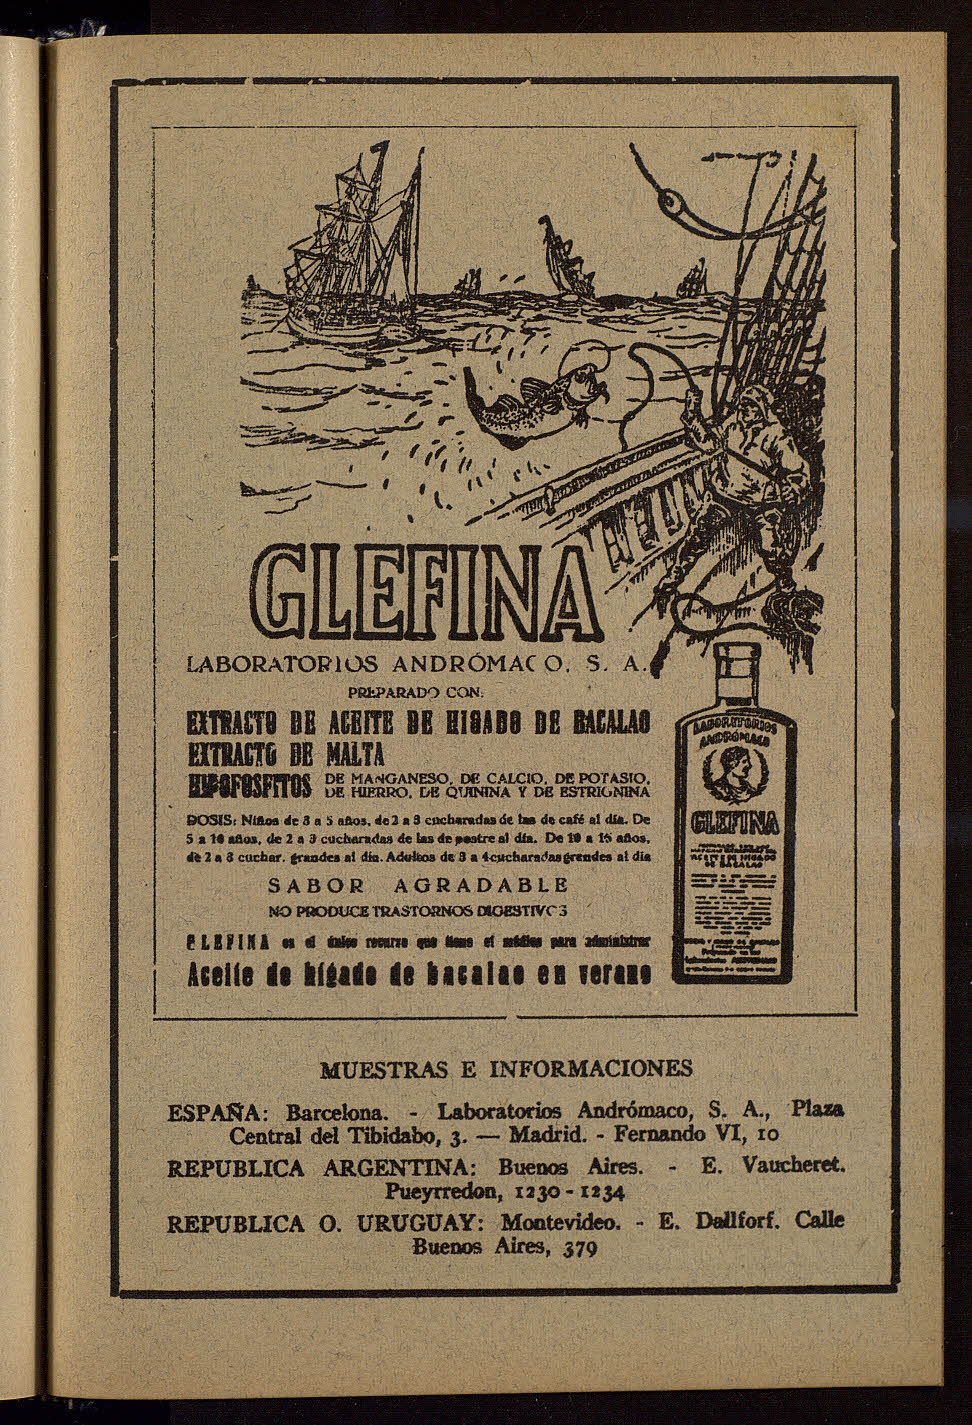 GLEFINA
LABORATORIOS ANDRÓMACO. S. A.
PREPARADO CON:
EXTRACTO DE ACEITE DE HIGADO DE BACALAO
EXTRACTO DE MALTA
HIPOFOSFITOS DE MANGANESO, DE CALCIO, DE POTASIO,
DE HIERRO, DE QUININA Y DE ESTRIGNINA
DOSIS: Niños de 3 a 5 años, de 2 a 3 cucharadas de las de café al día. De
5 a 10 años, de 2 a 3 cucharadas de las de postre al día. De 10 a 15 años,
de 2 a 3 cuchar. grandes al día. Adultos de 3 a 4 cucharadas grandes al día
SABOR AGRADABLE
NO PRODUCE TRASTORNOS DIGESTIVOS
GLEFINA es el único recurso que tiene el médico para administrar
Aceite de hígado de bacalao en verano
LABORATORIOS
ANDRÓMACO
GLEFINA
ACEITE DE HIGADO
DE BACALAO
MUESTRAS E INFORMACIONES
ESPAÑA: Barcelona. - Laboratorios Andrómaco, S. A., Plaza
Central del Tibidabo, 3. — Madrid. - Fernando VI, 10
REPUBLICA ARGENTINA: Buenos Aires. - E. Vaucheret.
Pueyrredon, 1230 - 1234
REPUBLICA O. URUGUAY: Montevideo. - E. Dallforf. Calle
Buenos Aires, 379